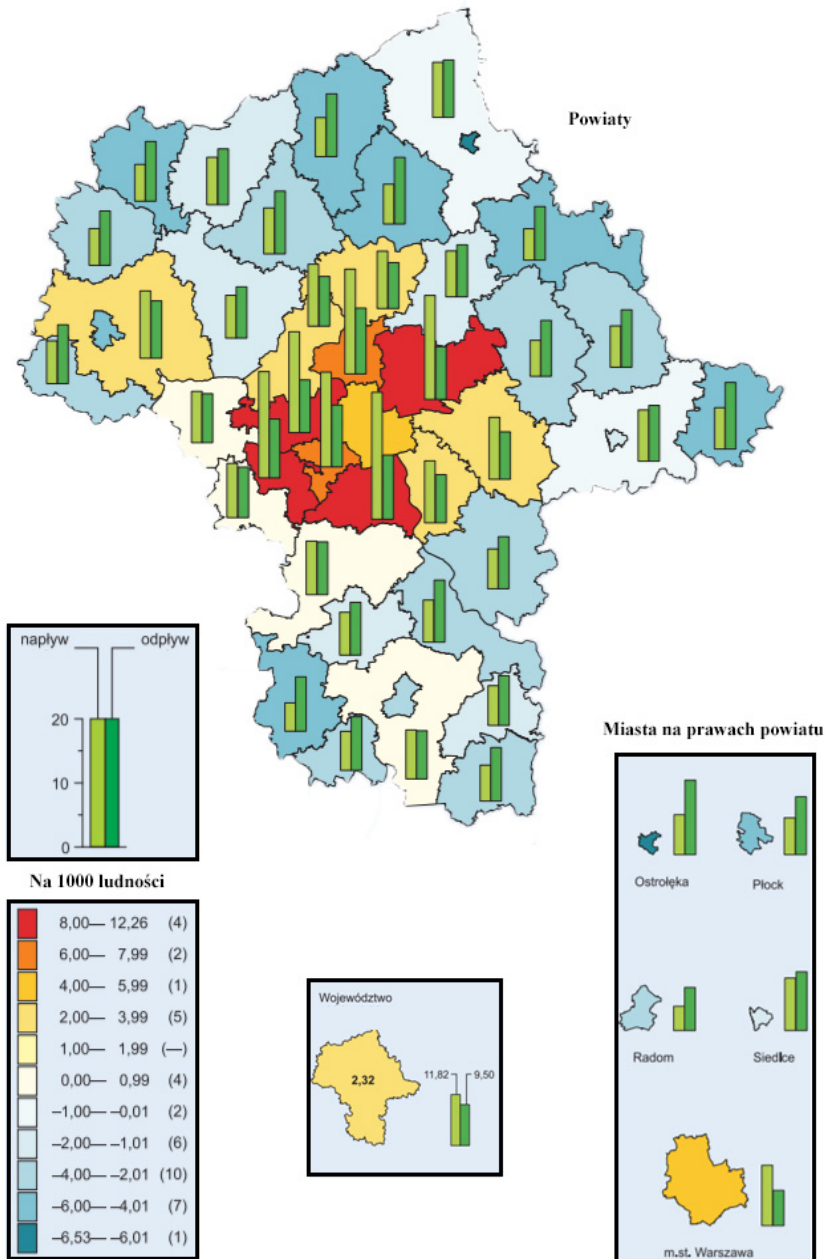 Powiaty
napływ odpływ
20
10
0
Na 1000 ludności
8,00— 12,26 (4)
6,00— 7,99 (2)
4,00— 5,99 (1)
2,00— 3,99 (5)
1,00— 1,99 (—)
0,00— 0,99 (4)
–1,00— –0,01 (2)
–2,00— –1,01 (6)
–4,00— –2,01 (10)
–6,00— –4,01 (7)
–6,53— –6,01 (1)
Województwo
2,32
11,82 9,50
Miasta na prawach powiatu
Ostrołęka Płock
Radom Siedlce
m.st. Warszawa